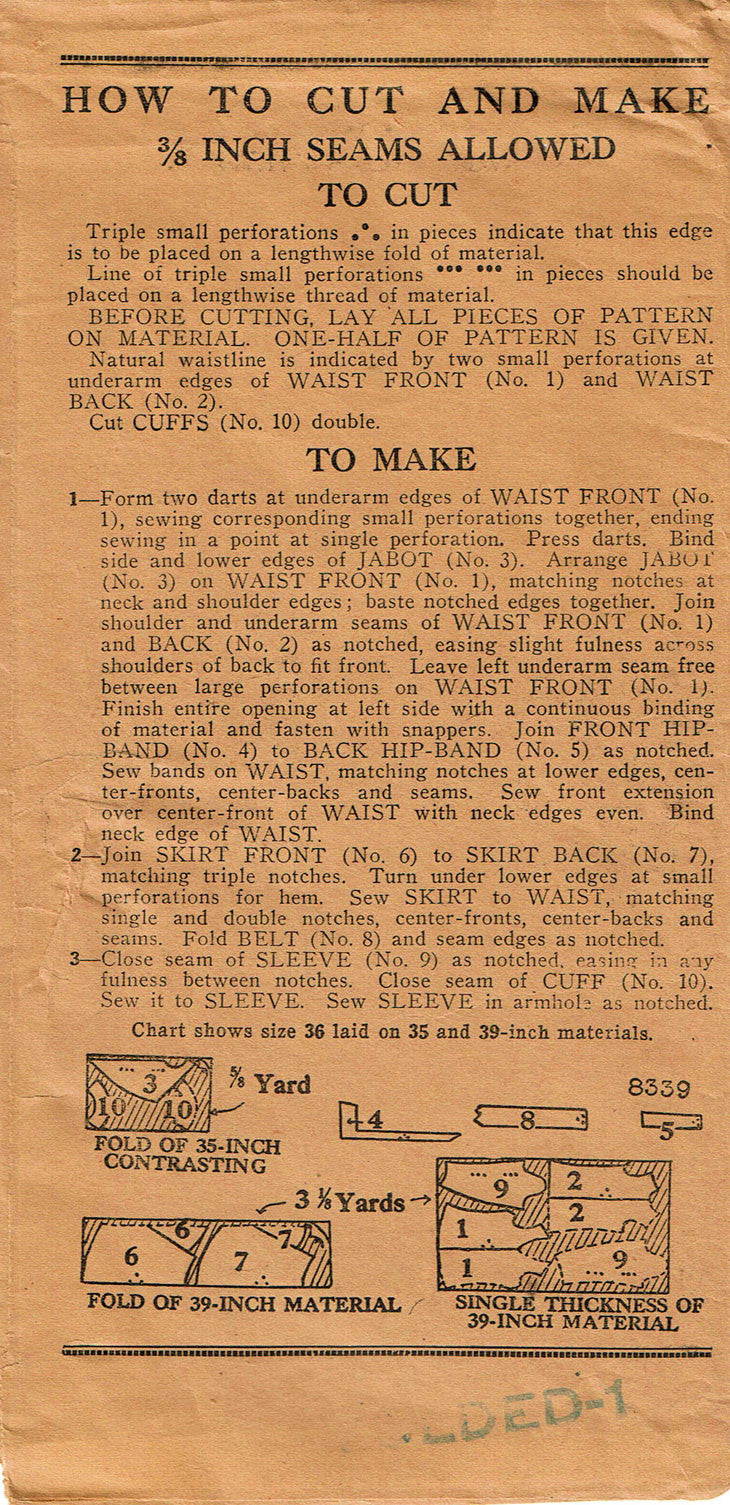 HOW TO CUT AND MAKE
⅜ INCH SEAMS ALLOWED
TO CUT
Triple small perforations in pieces indicate that this edge
is to be placed on a lengthwise fold of material.
Line of triple small perforations ••• ••• in pieces should be
placed on a lengthwise thread of material.
BEFORE CUTTING, LAY ALL PIECES OF PATTERN
ON MATERIAL. ONE-HALF OF PATTERN IS GIVEN.
Natural waistline is indicated by two small perforations at
underarm edges of WAIST FRONT (No. 1) and WAIST
BACK (No. 2).
Cut CUFFS (No. 10) double.
TO MAKE
1—Form two darts at underarm edges of WAIST FRONT (No.
1), sewing corresponding small perforations together, ending
sewing in a point at single perforation. Press darts. Bind
side and lower edges of JABOT (No. 3). Arrange JABOT
(No. 3) on WAIST FRONT (No. 1), matching notches at
neck and shoulder edges; baste notched edges together. Join
shoulder and underarm seams of WAIST FRONT (No. 1)
and BACK (No. 2) as notched, easing slight fulness across
shoulders of back to fit front. Leave left underarm seam free
between large perforations on WAIST FRONT (No. 1).
Finish entire opening at left side with a continuous binding
of material and fasten with snappers. Join FRONT HIP-
BAND (No. 4) to BACK HIP-BAND (No. 5) as notched.
Sew bands on WAIST, matching notches at lower edges, cen-
ter-fronts, center-backs and seams. Sew front extension
over center-front of WAIST with neck edges even. Bind
neck edge of WAIST.
2—Join SKIRT FRONT (No. 6) to SKIRT BACK (No. 7),
matching triple notches. Turn under lower edges at small
perforations for hem. Sew SKIRT to WAIST, matching
single and double notches, center-fronts, center-backs and
seams. Fold BELT (No. 8) and seam edges as notched.
3—Close seam of SLEEVE (No. 9) as notched, easing in any
fulness between notches. Close seam of CUFF (No. 10).
Sew it to SLEEVE. Sew SLEEVE in armhole as notched.
Chart shows size 36 laid on 35 and 39-inch materials.
3
10 10
⅝ Yard
FOLD OF 35-INCH
CONTRASTING
8339
4
8
5
3 ⅛ Yards
6 6 7 7
FOLD OF 39-INCH MATERIAL
9 2
1 2
1 9
SINGLE THICKNESS OF
39-INCH MATERIAL
LDED-1